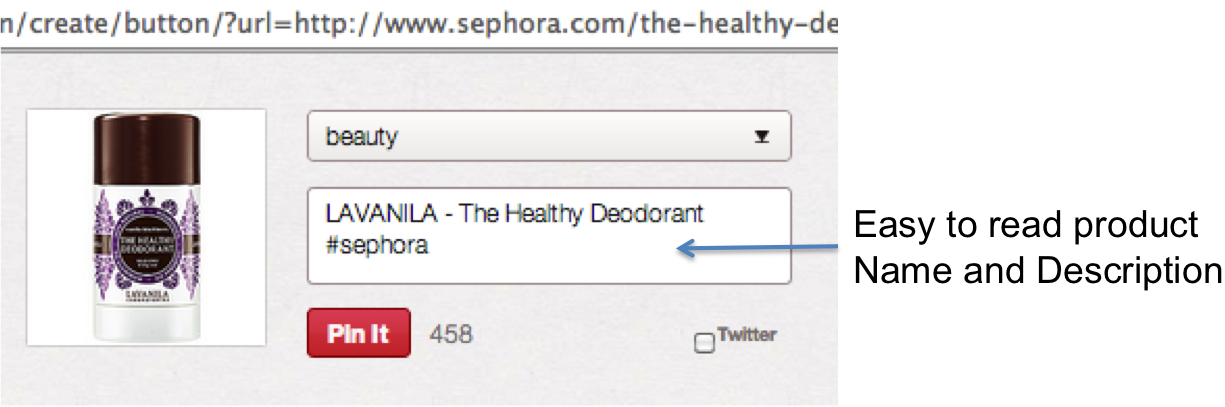 n/create/button/?url=http://www.sephora.com/the-healthy-de
beauty
LAVANILA - The Healthy Deodorant
#sephora
Easy to read product
Name and Description
Pin It 458
Twitter
THE HEALTHY
DEODORANT
LAVANILA